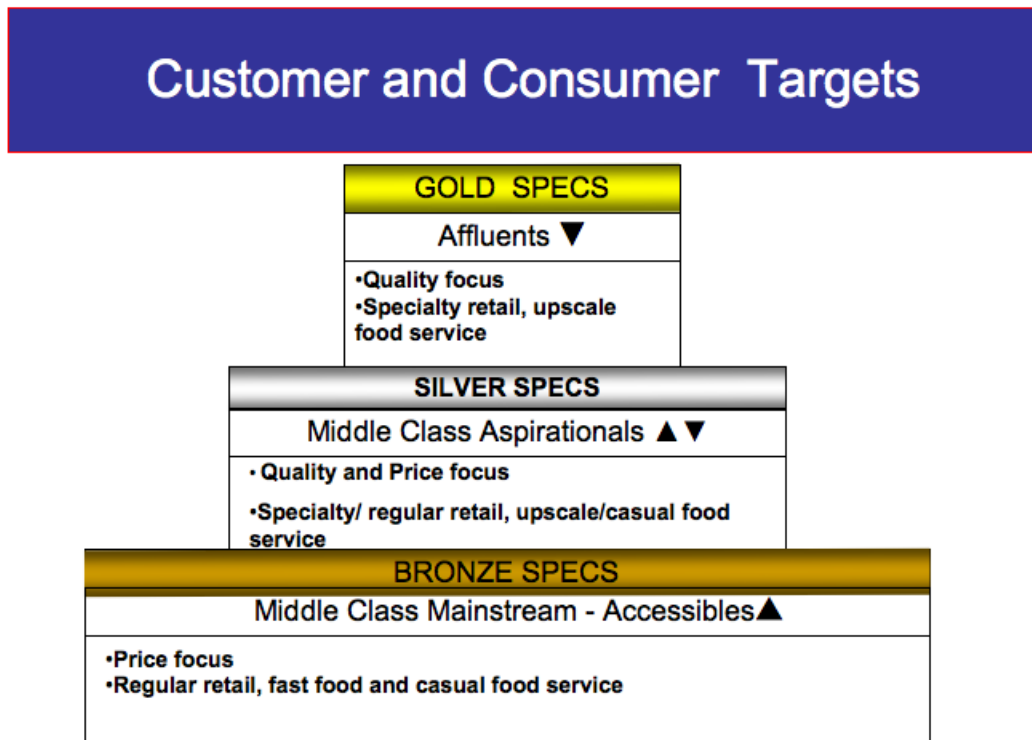 Customer and Consumer Targets
GOLD SPECS
Affluents ▼
•Quality focus
•Specialty retail, upscale
food service
SILVER SPECS
Middle Class Aspirationals ▲▼
• Quality and Price focus
•Specialty/ regular retail, upscale/casual food
service
BRONZE SPECS
Middle Class Mainstream - Accessibles▲
•Price focus
•Regular retail, fast food and casual food service